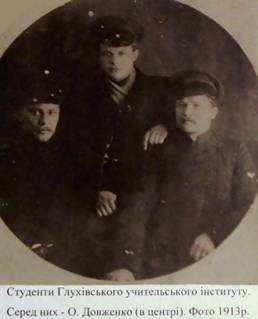 Студенти Глухівського учительського інституту.
Серед них - О. Довженко (в центрі). Фото 1913р.